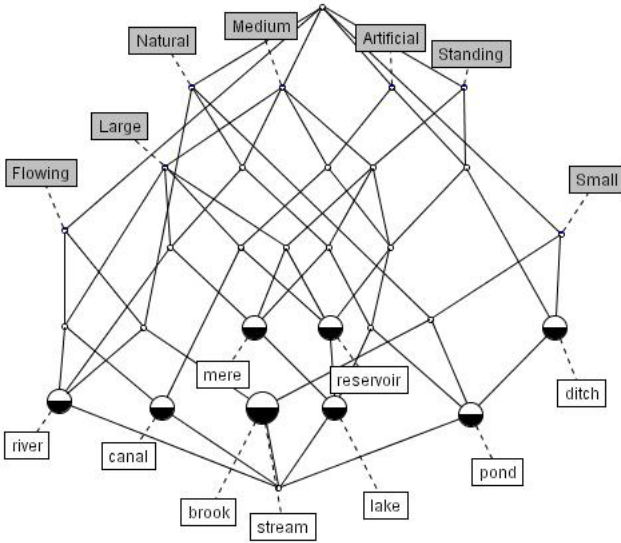 Natural
Medium
Artificial
Standing
Large
Flowing
Small
mere
reservoir
ditch
river
canal
pond
brook
stream
lake